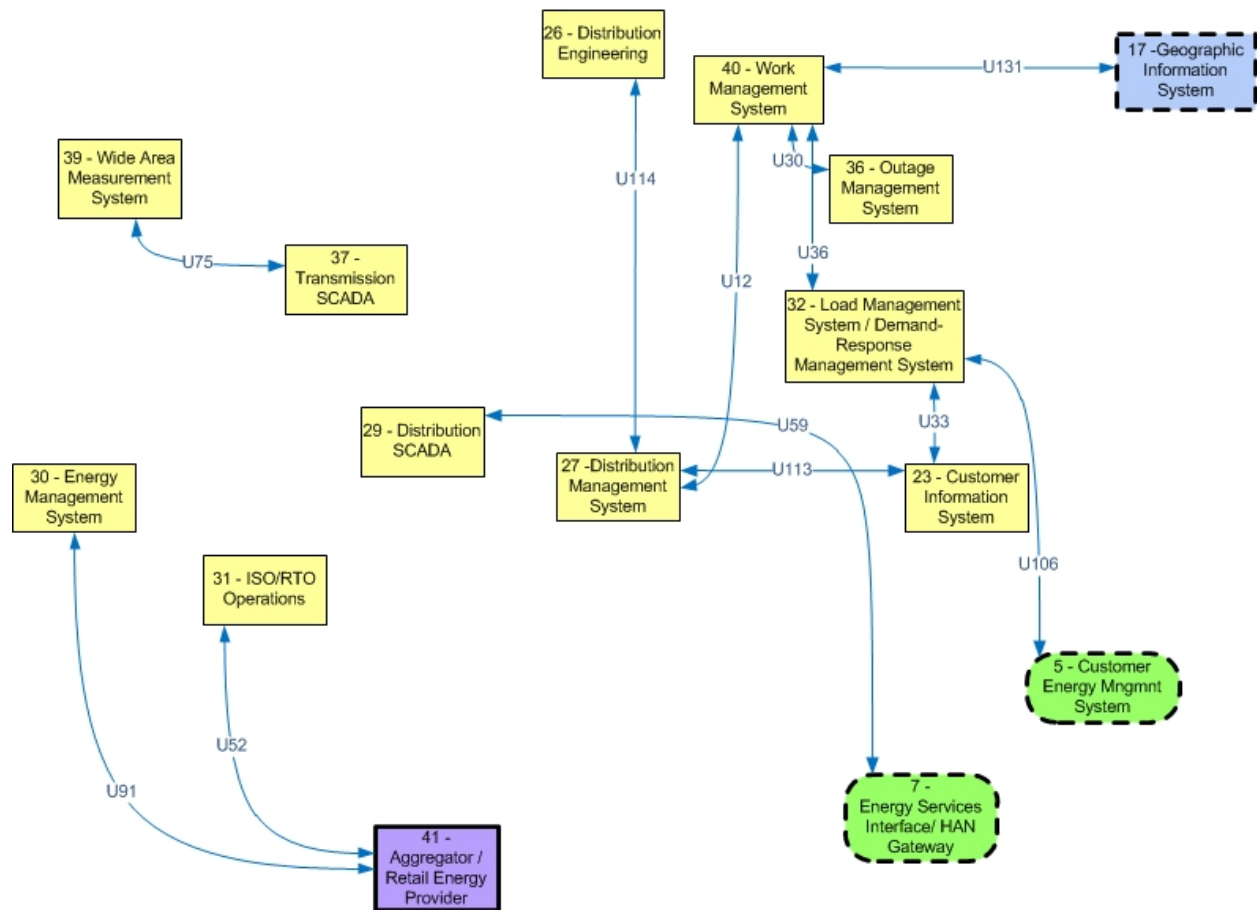 26 - Distribution
Engineering
40 - Work
Management
System
U131
17 -Geographic
Information
System
39 - Wide Area
Measurement
System
U114
U30
36 - Outage
Management
System
U75
37 -
Transmission
SCADA
U12
U36
32 - Load Management
System / Demand-
Response
Management System
29 - Distribution
SCADA
U59
U33
30 - Energy
Management
System
27 -Distribution
Management
System
U113
23 - Customer
Information
System
31 - ISO/RTO
Operations
U106
5 - Customer
Energy Mngmnt
System
U52
U91
7 -
Energy Services
Interface/ HAN
Gateway
41 -
Aggregator /
Retail Energy
Provider